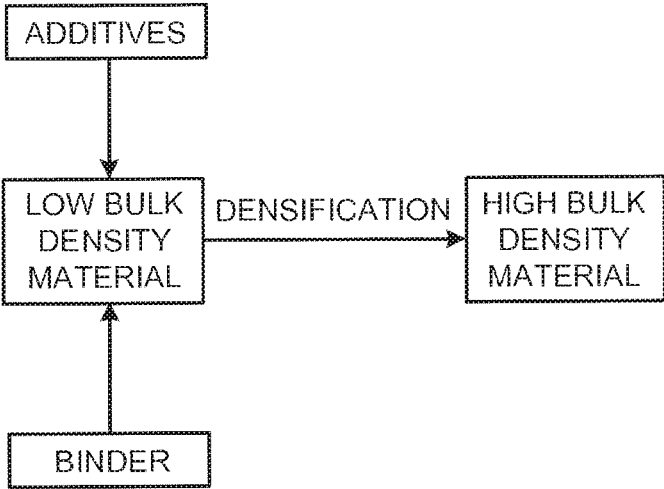 ADDITIVES
LOW BULK
DENSITY
MATERIAL
DENSIFICATION
HIGH BULK
DENSITY
MATERIAL
BINDER